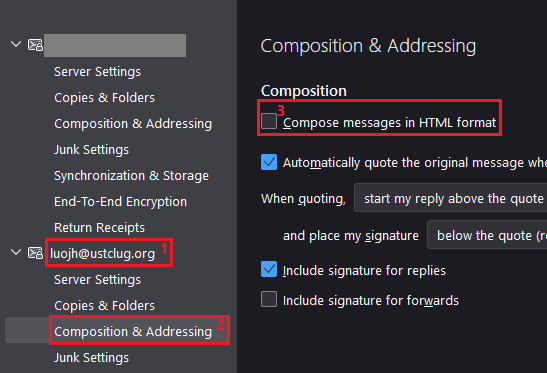 Server Settings
Copies & Folders
Composition & Addressing
Junk Settings
Synchronization & Storage
End-To-End Encryption
Return Receipts
luojh@ustclug.org 1
Server Settings
Copies & Folders
Composition & Addressing 2
Junk Settings
Composition & Addressing
Composition
3
Compose messages in HTML format
Automatically quote the original message whe
When quoting, start my reply above the quote
and place my signature below the quote (re
Include signature for replies
Include signature for forwards